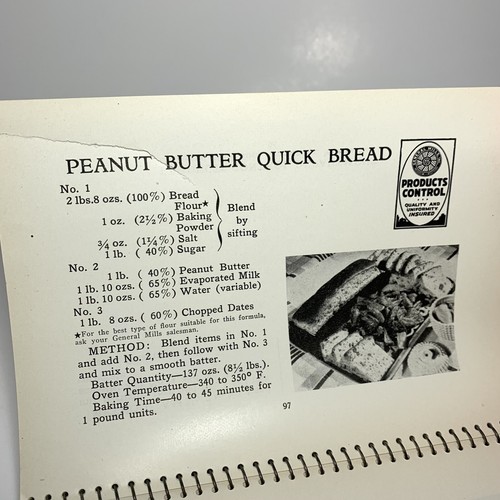 PEANUT BUTTER QUICK BREAD
No. 1
2 lbs.8 ozs. (100%) Bread
Flour★
1 oz. (2½%) Baking
Powder
¾ oz. (1¼%) Salt
1 lb. ( 40%) Sugar
Blend
by
sifting
No. 2
1 lb. ( 40%) Peanut Butter
1 lb. 10 ozs. ( 65%) Evaporated Milk
1 lb. 10 ozs. ( 65%) Water (variable)
No. 3
1 lb. 8 ozs. ( 60%) Chopped Dates
★For the best type of flour suitable for this formula,
ask your General Mills salesman.
METHOD: Blend items in No. 1
and add No. 2, then follow with No. 3
and mix to a smooth batter.
Batter Quantity—137 ozs. (8½ lbs.).
Oven Temperature—340 to 350° F.
Baking Time—40 to 45 minutes for
1 pound units.
97
PRODUCTS
CONTROL
QUALITY AND
UNIFORMITY
INSURED